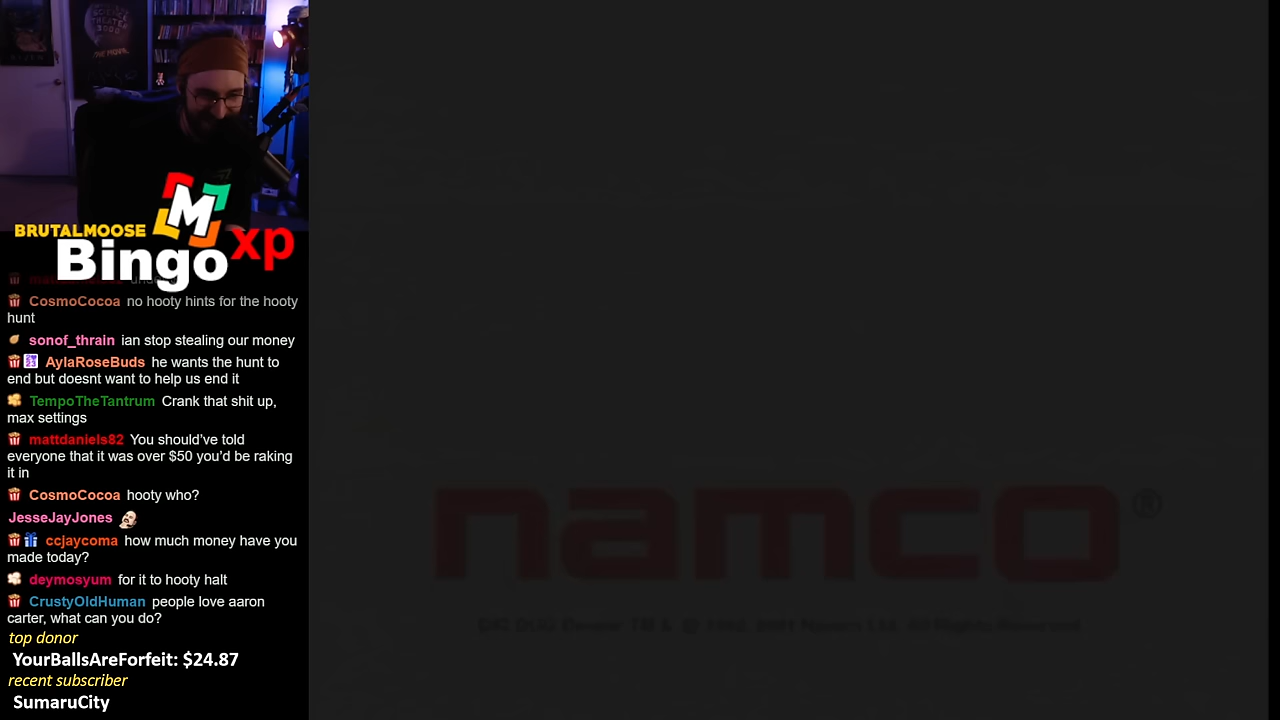 BRUTALMOOSE
M
Bingo xp
CosmoCocoa no hooty hints for the hooty
hunt
sonof_thrain ian stop stealing our money
AylaRoseBuds he wants the hunt to
end but doesnt want to help us end it
TempoTheTantrum Crank that shit up,
max settings
mattdaniels82 You should've told
everyone that it was over $50 you'd be raking
it in
CosmoCocoa hooty who?
JesseJayJones
ccjaycoma how much money have you
made today?
deymosyum for it to hooty halt
CrustyOldHuman people love aaron
carter, what can you do?
top donor
YourBallsAreForfeit: $24.87
recent subscriber
SumaruCity
namco®
All Rights Reserved